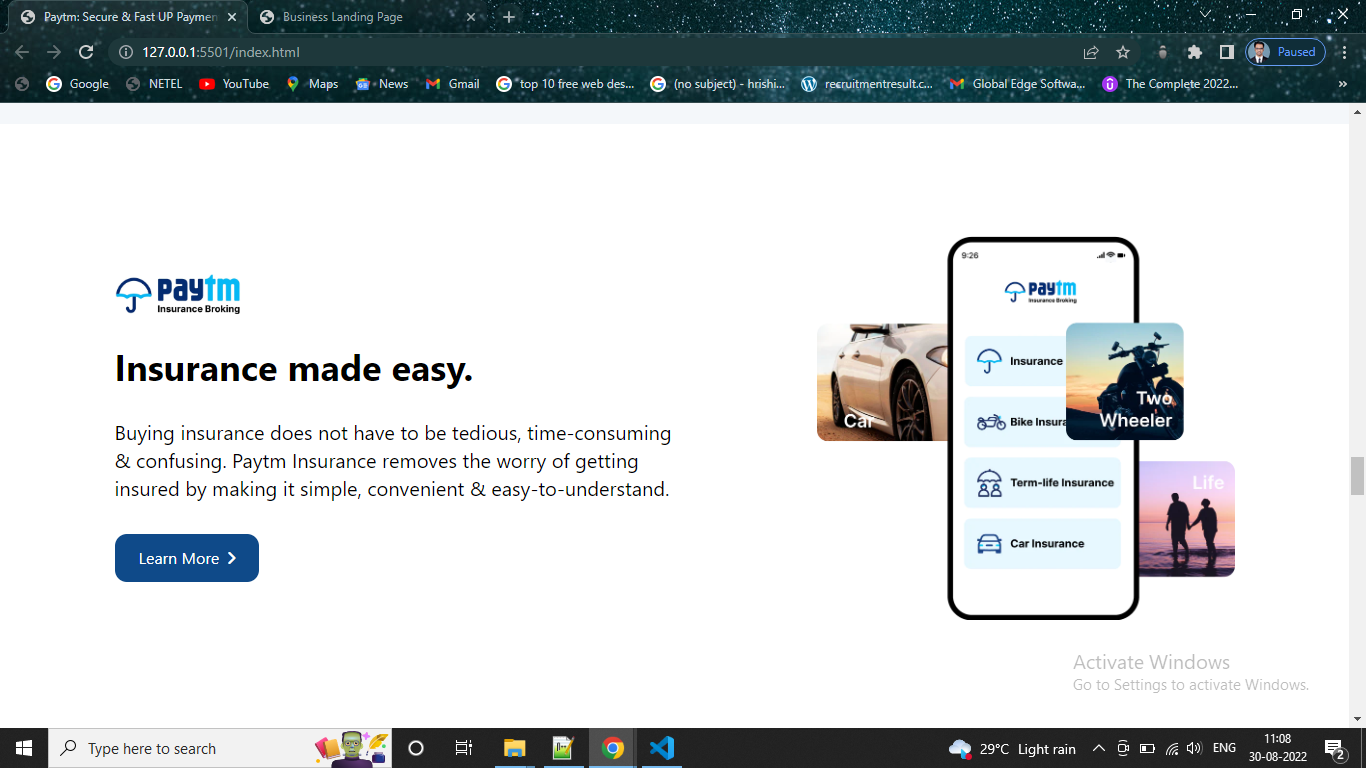 Paytm: Secure & Fast UP Paymen
Business Landing Page
127.0.0.1:5501/index.html
Paused
Google
NETEL
YouTube
Maps
News
Gmail
top 10 free web des...
(no subject) - hrishi...
recruitmentresult.c...
Global Edge Softwa...
The Complete 2022...
paytm
Insurance Broking
Insurance made easy.
Buying insurance does not have to be tedious, time-consuming
& confusing. Paytm Insurance removes the worry of getting
insured by making it simple, convenient & easy-to-understand.
Learn More
9:26
paytm
Insurance Broking
Insurance
Bike Insura
Term-life Insurance
Car Insurance
Car
Two
Wheeler
Life
Activate Windows
Go to Settings to activate Windows.
Type here to search
29°C Light rain
ENG
11:08
30-08-2022
2